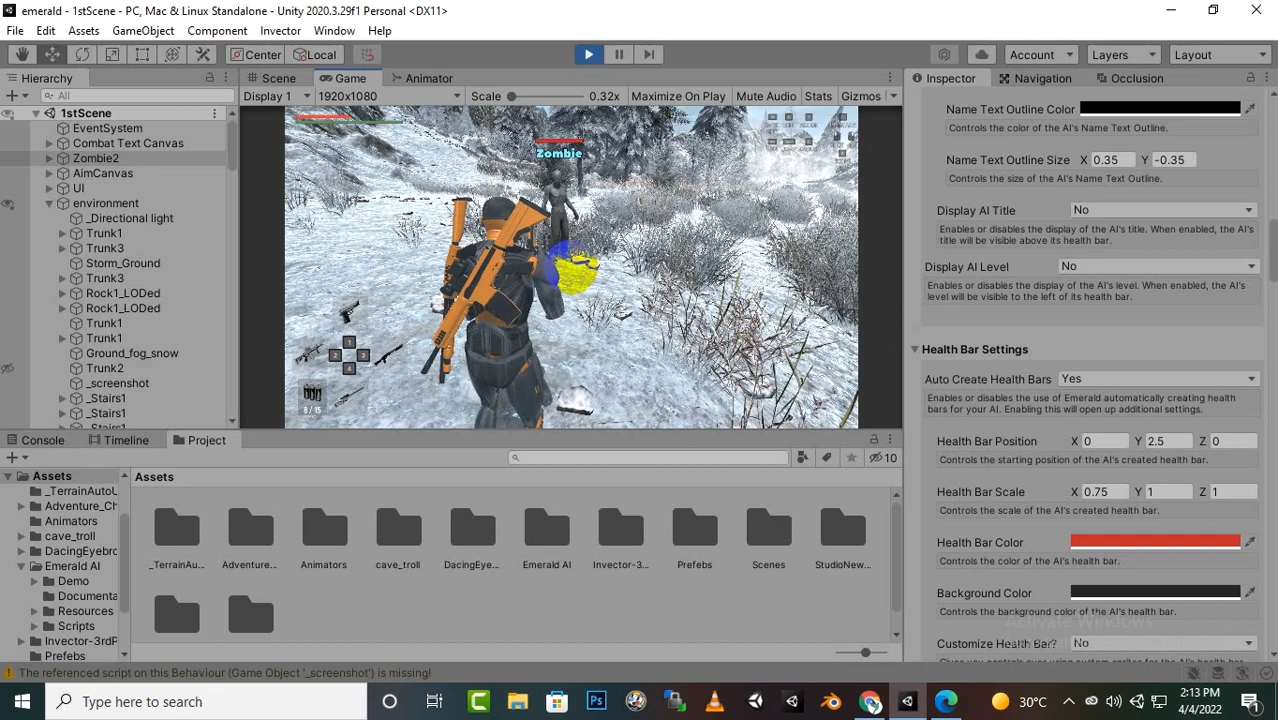 emerald - 1stScene - PC, Mac & Linux Standalone - Unity 2020.3.29f1 Personal <DX11>
File Edit Assets GameObject Component Invector Window Help
Center Local Account Layers Layout
Hierarchy
All
1stScene
EventSystem
Combat Text Canvas
Zombie2
AimCanvas
UI
environment
_Directional light
Trunk1
Trunk3
Storm_Ground
Trunk3
Rock1_LODed
Rock1_LODed
Trunk1
Trunk1
Ground_fog_snow
Trunk2
_screenshot
_Stairs1
_Stairs1
_Stairs1
Scene Game Animator
Display 1 1920x1080 Scale 0.32x Maximize On Play Mute Audio Stats Gizmos
Zombie
1
2 3
4
8 / 15
Inspector Navigation Occlusion
Name Text Outline Color
Controls the color of the AI's Name Text Outline.
Name Text Outline Size X 0.35 Y -0.35
Controls the size of the AI's Name Text Outline.
Display AI Title No
Enables or disables the display of the AI's title. When enabled, the AI's
title will be visible above its health bar.
Display AI Level No
Enables or disables the display of the AI's level. When enabled, the AI's
level will be visible to the left of its health bar.
Health Bar Settings
Auto Create Health Bars Yes
Enables or disables the use of Emerald automatically creating health
bars for your AI. Enabling this will open up additional settings.
Health Bar Position X 0 Y 2.5 Z 0
Controls the starting position of the AI's created health bar.
Health Bar Scale X 0.75 Y 1 Z 1
Controls the scale of the AI's created health bar.
Health Bar Color
Controls the color of the AI's health bar.
Background Color
Controls the background color of the AI's health bar.
Activate Windows
Customize Health Bar? No
Console Timeline Project
10
Assets
_TerrainAutoU
Adventure_Ch
Animators
cave_troll
DacingEyebro
Emerald AI
Demo
Documenta
Resources
Scripts
Invector-3rdP
Prefebs
Assets
_TerrainAu... Adventure... Animators cave_troll DacingEye... Emerald AI Invector-3... Prefebs Scenes StudioNew...
The referenced script on this Behaviour (Game Object '_screenshot') is missing!
Type here to search
30°C
2:13 PM
4/4/2022
1